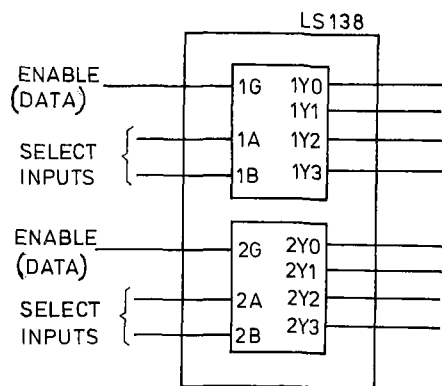 LS138
ENABLE
(DATA)
1G
1Y0
1Y1
SELECT
INPUTS
1A
1Y2
1B
1Y3
ENABLE
(DATA)
2G
2Y0
2Y1
SELECT
INPUTS
2A
2Y2
2B
2Y3